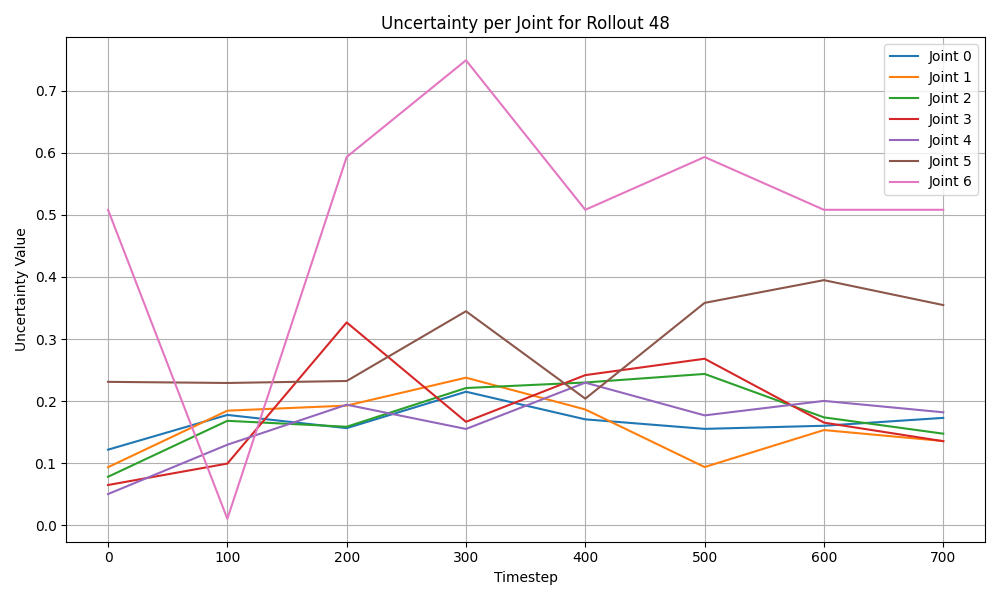 Uncertainty per Joint for Rollout 48
Joint 0
Joint 1
Joint 2
Joint 3
Joint 4
Joint 5
Joint 6
Uncertainty Value
0.7
0.6
0.5
0.4
0.3
0.2
0.1
0.0
0 100 200 300 400 500 600 700
Timestep